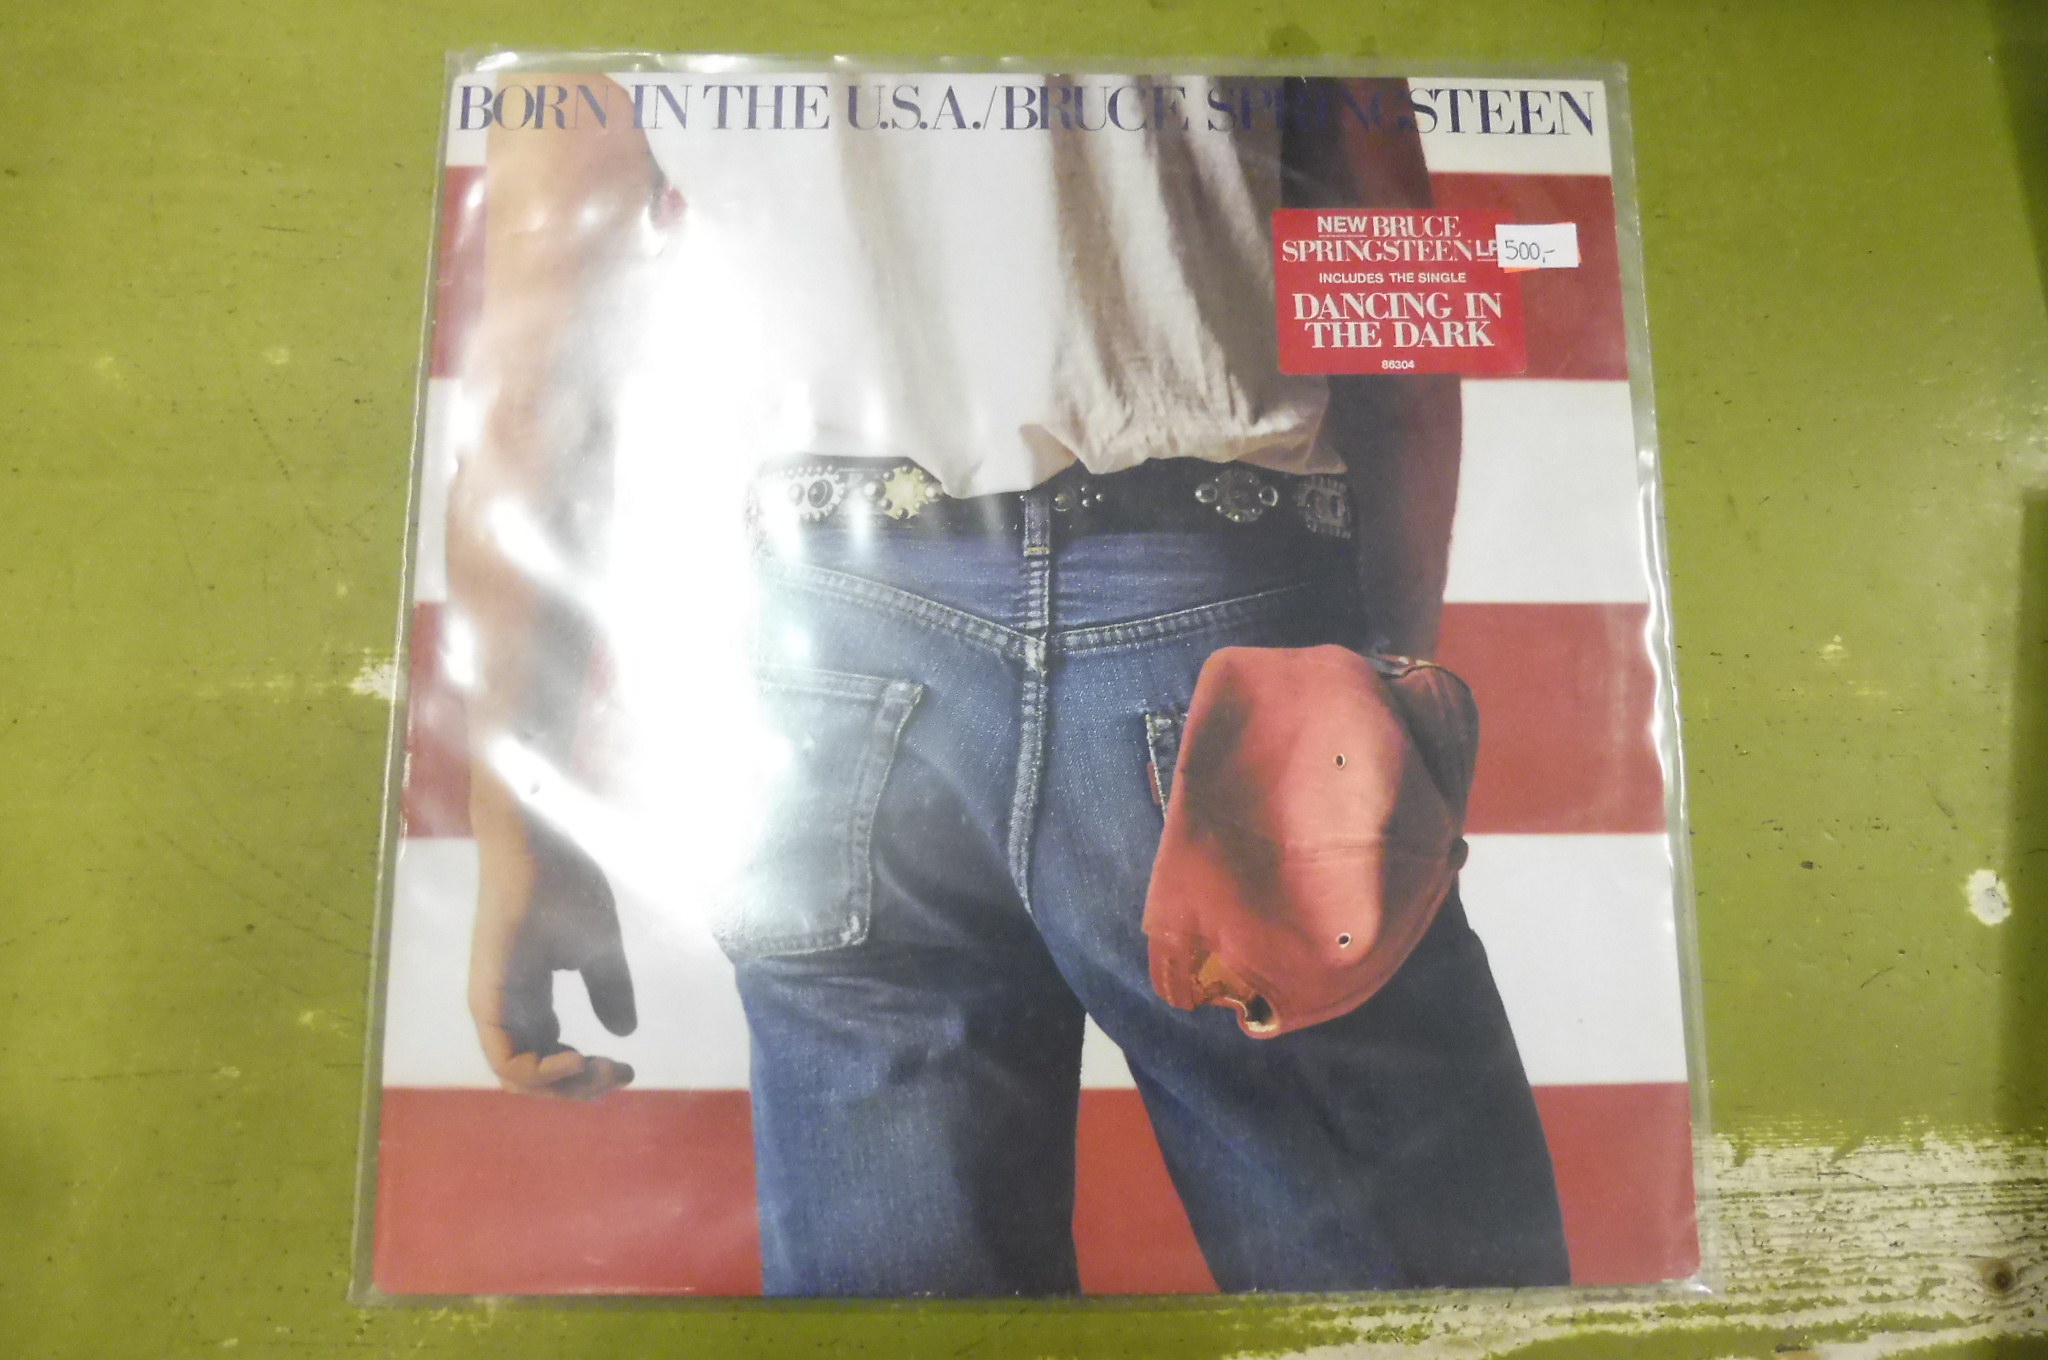 BORN IN THE U.S.A./BRUCE SPRINGSTEEN
NEW BRUCE
SPRINGSTEEN LP
500,-
INCLUDES THE SINGLE
DANCING IN
THE DARK
86304